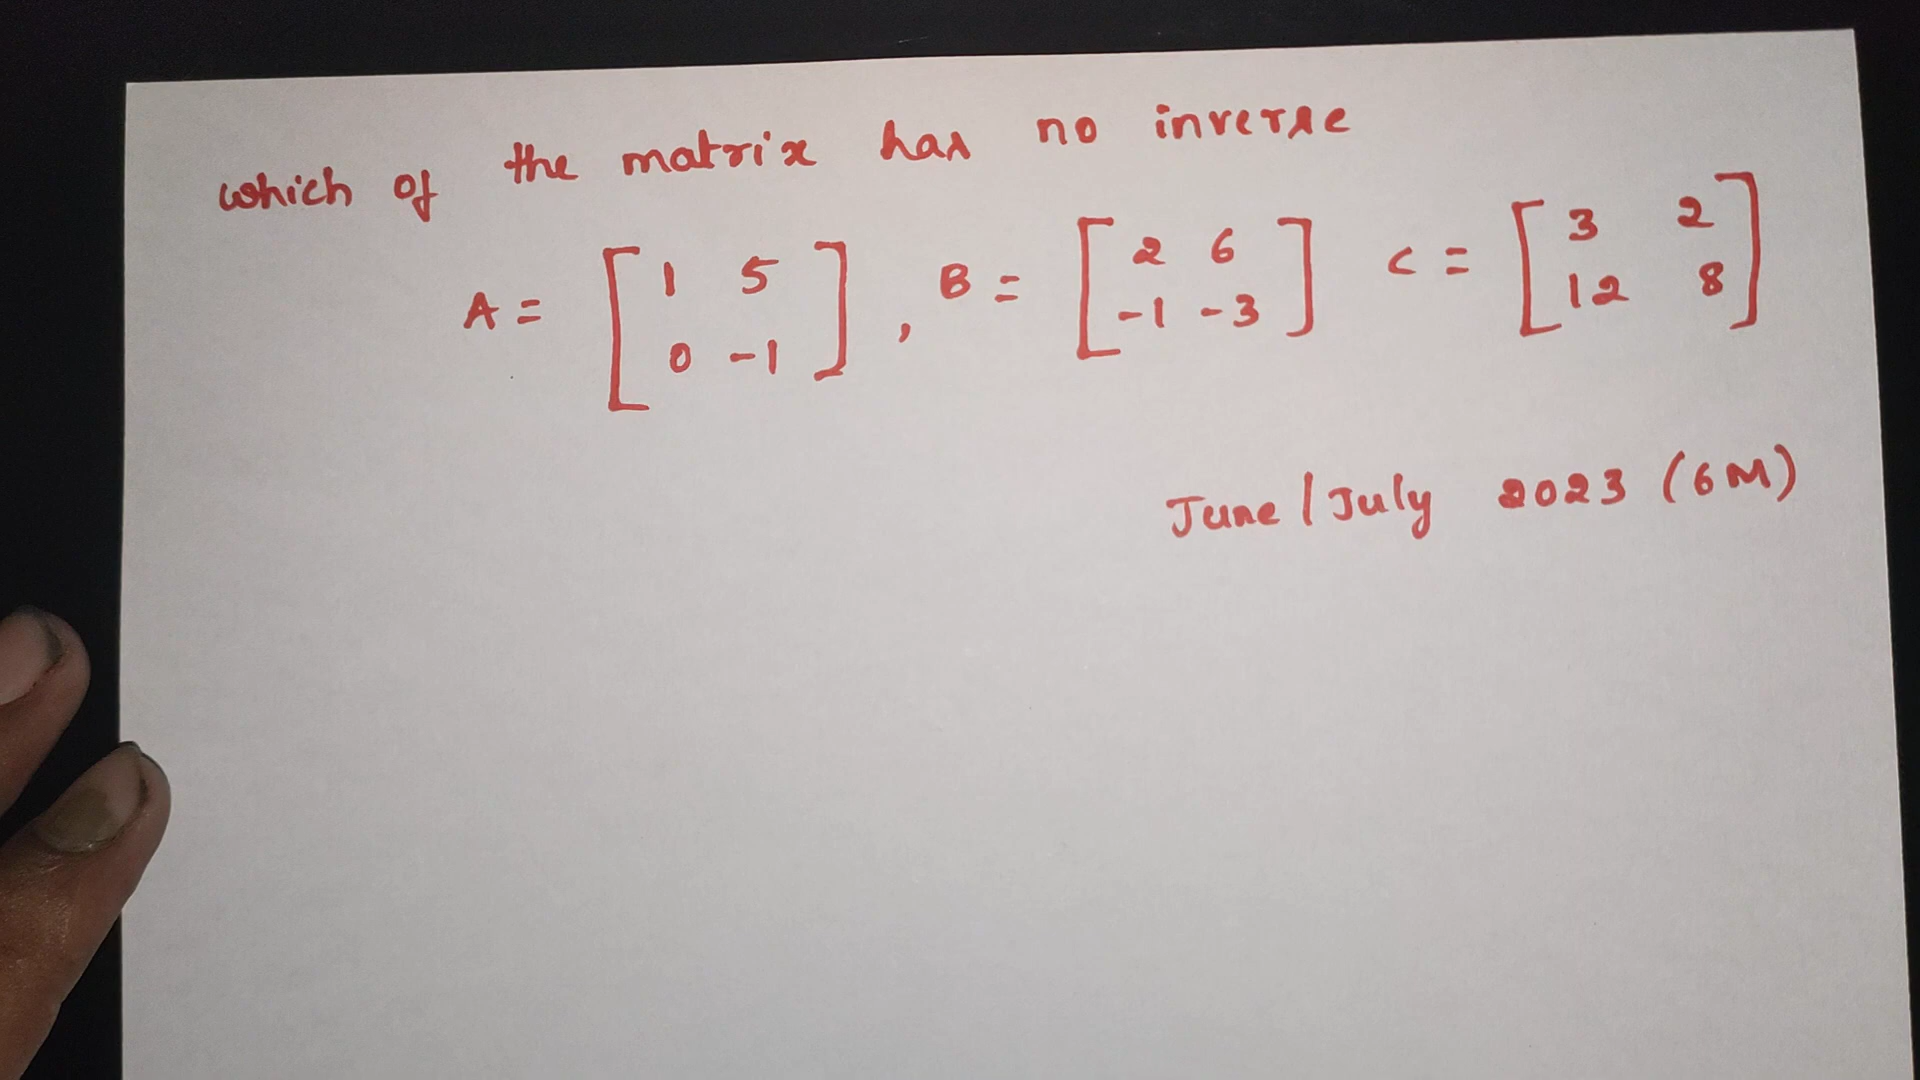 which of the matrix has no inverse
A = [ 1 5 , B = [ 2 6 ] C = [ 3 2
0 -1 ] -1 -3 ] 12 8 ]
June / July 2023 (6M)